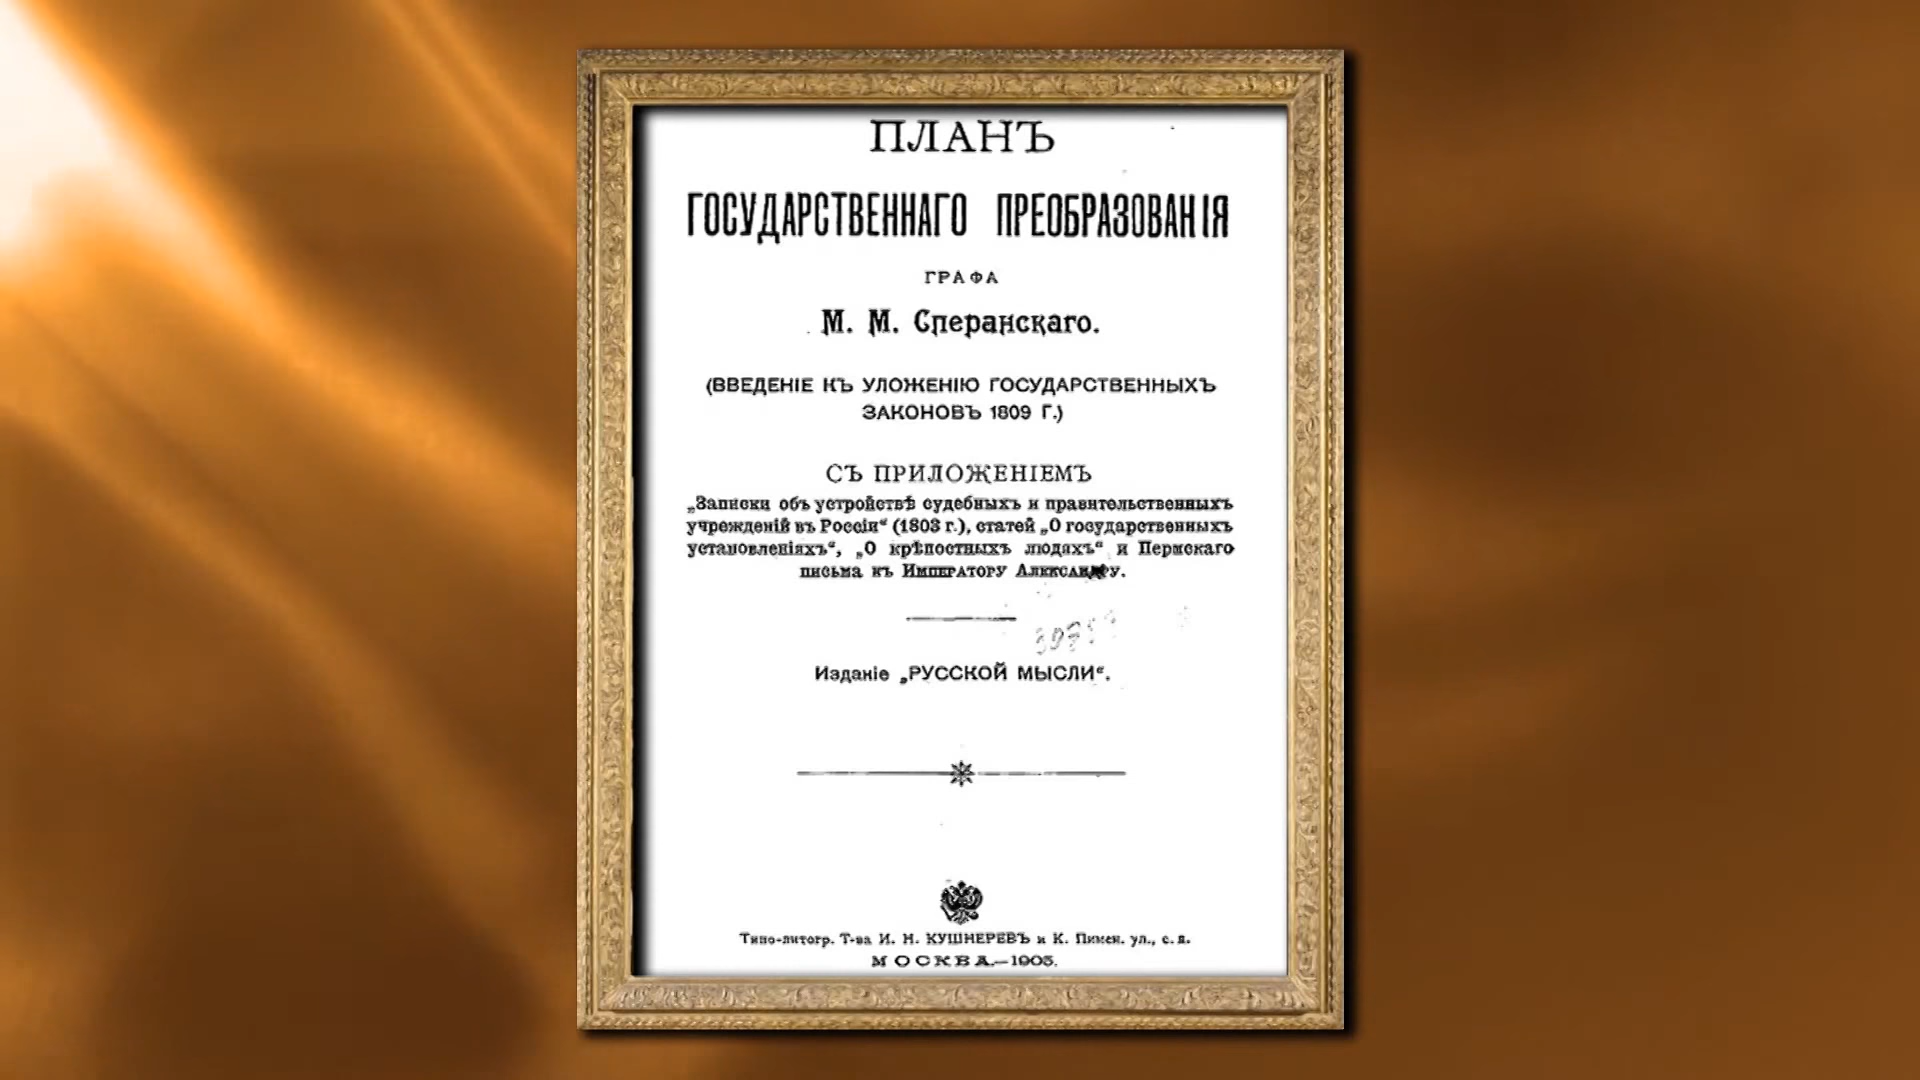 ПЛАНЪ
ГОСУДАРСТВЕННАГО ПРЕОБРАЗОВАНІЯ
ГРАФА
М. М. Сперанскаго.
(ВВЕДЕНІЕ КЪ УЛОЖЕНІЮ ГОСУДАРСТВЕННЫХЪ
ЗАКОНОВЪ 1809 Г.)
СЪ ПРИЛОЖЕНІЕМЪ
„Записки объ устройствѣ судебныхъ и правительственныхъ
учрежденій въ Россіи“ (1803 г.), статей „О государственныхъ
установленіяхъ“, „О крѣпостныхъ людяхъ“ и Пермскаго
письма къ Императору Александру.
Изданіе „РУССКОЙ МЫСЛИ“.
Типо-литогр. Т-ва И. Н. КУШНЕРЕВЪ и К. Пимен. ул., с. д.
МОСКВА.—1905.